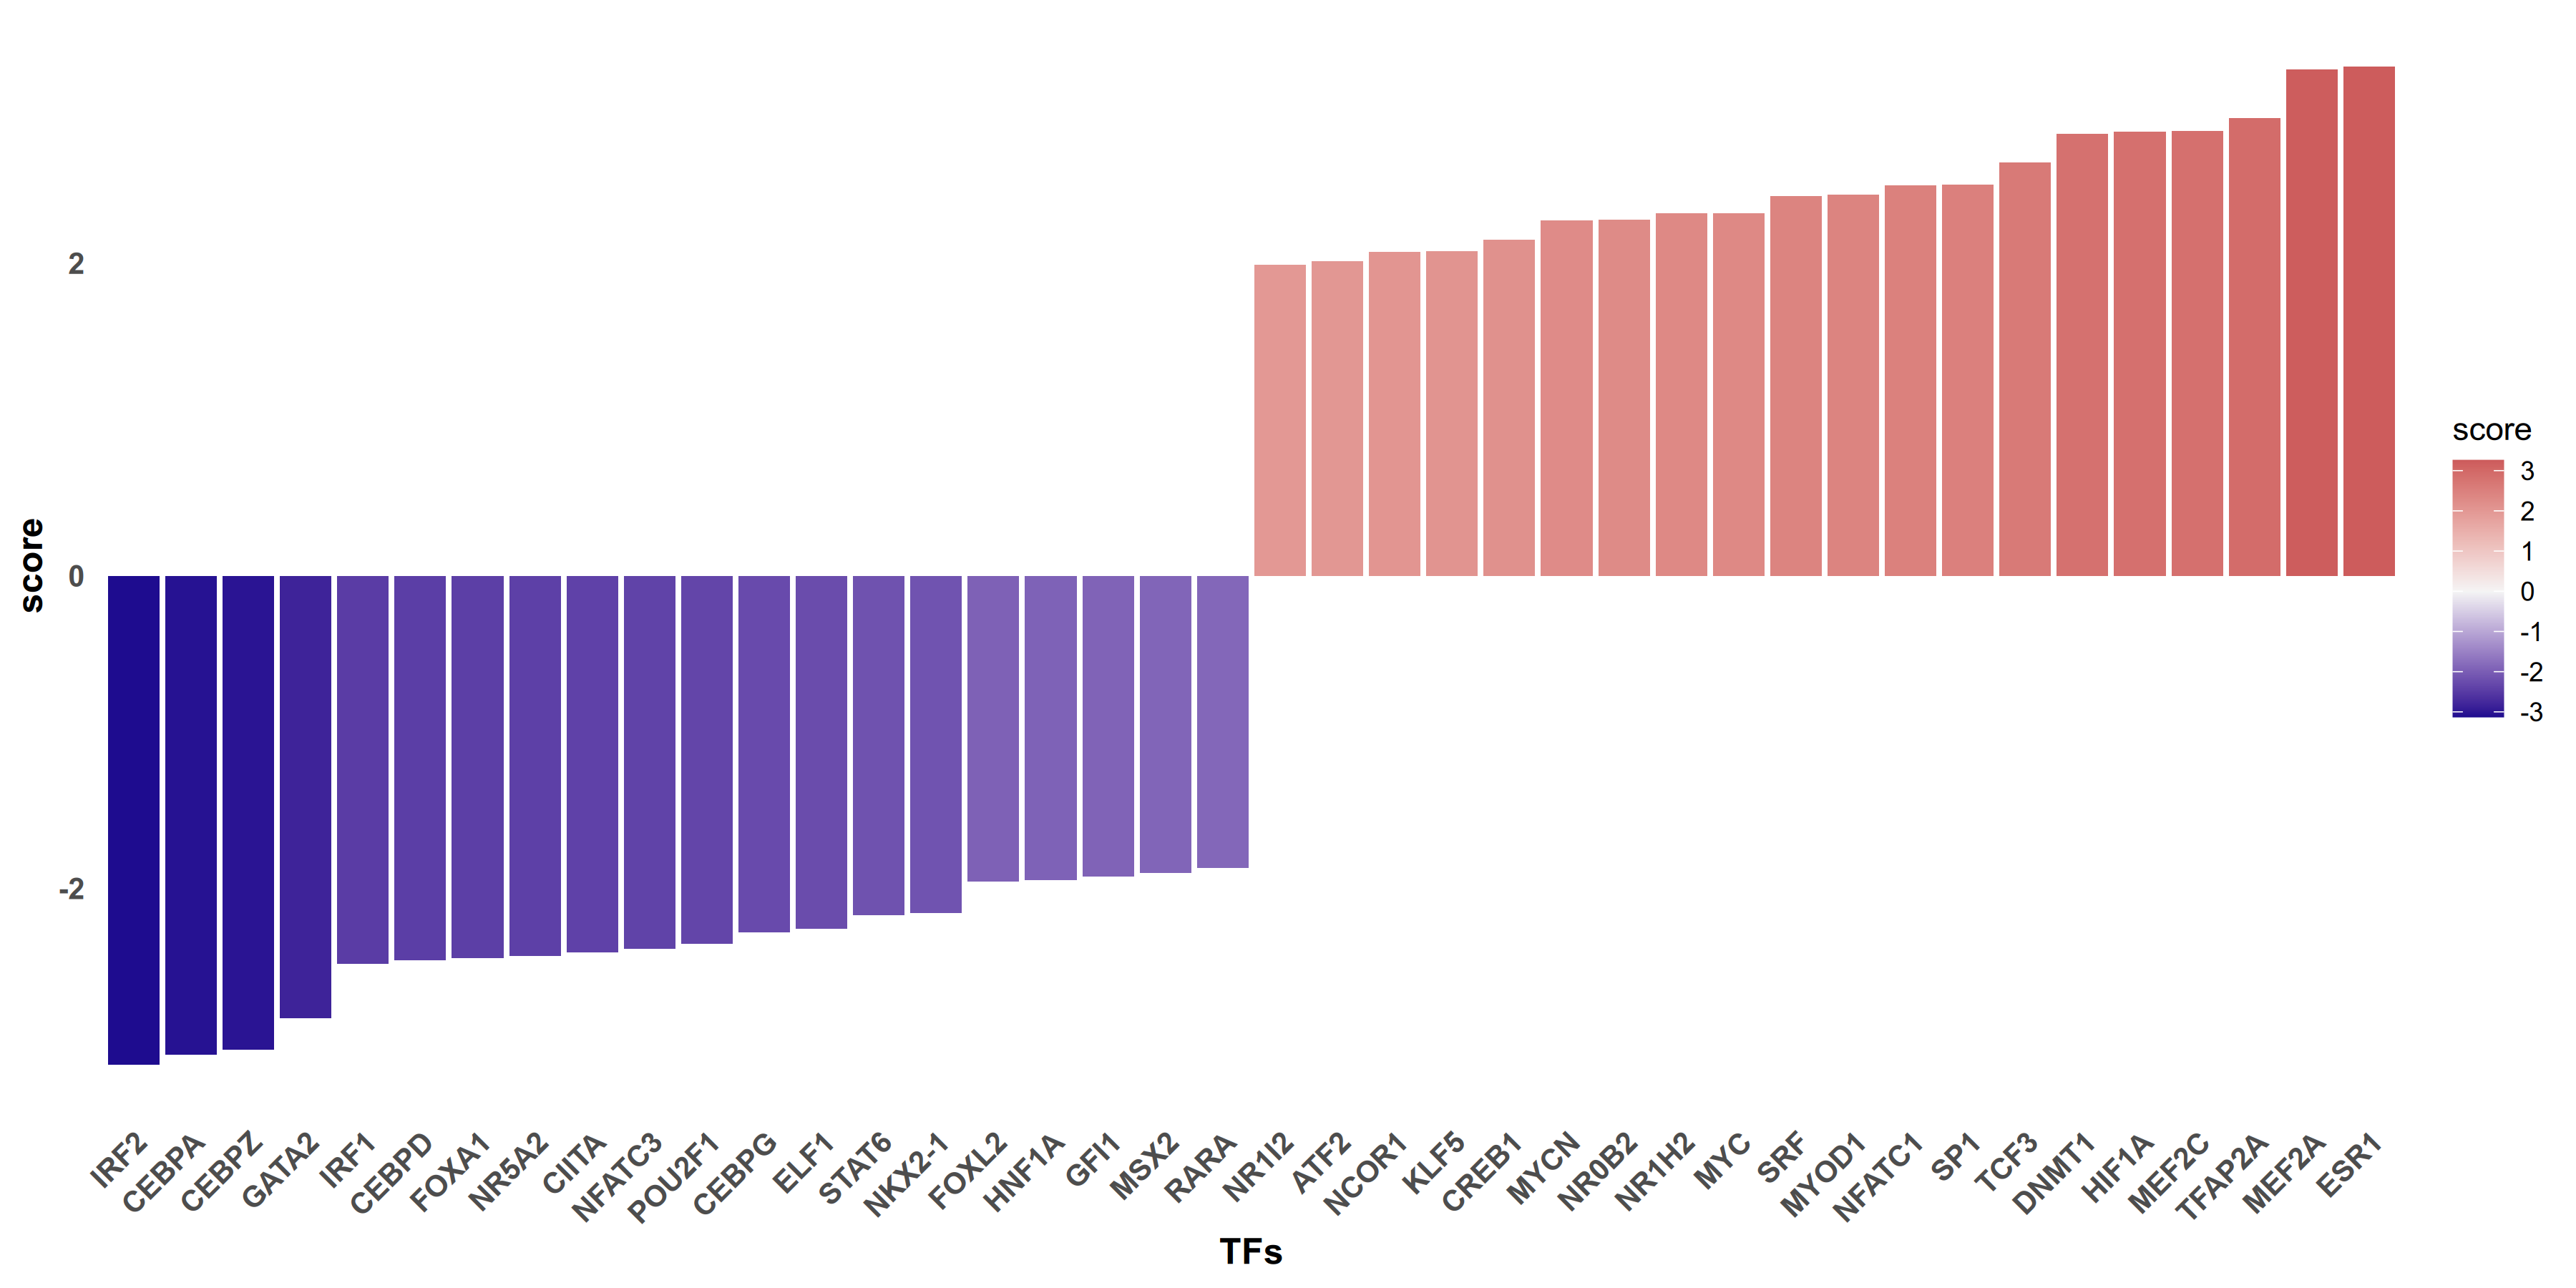 2
0
-2
score
IRF2
CEBPA
CEBPZ
GATA2
IRF1
CEBPD
FOXA1
NR5A2
CIITA
NFATC3
POU2F1
CEBPG
ELF1
STAT6
NKX2-1
FOXL2
HNF1A
GFI1
MSX2
RARA
NR1I2
ATF2
NCOR1
KLF5
CREB1
MYCN
NR0B2
NR1H2
MYC
SRF
MYOD1
NFATC1
SP1
TCF3
DNMT1
HIF1A
MEF2C
TFAP2A
MEF2A
ESR1
TFs
score
3
2
1
0
-1
-2
-3